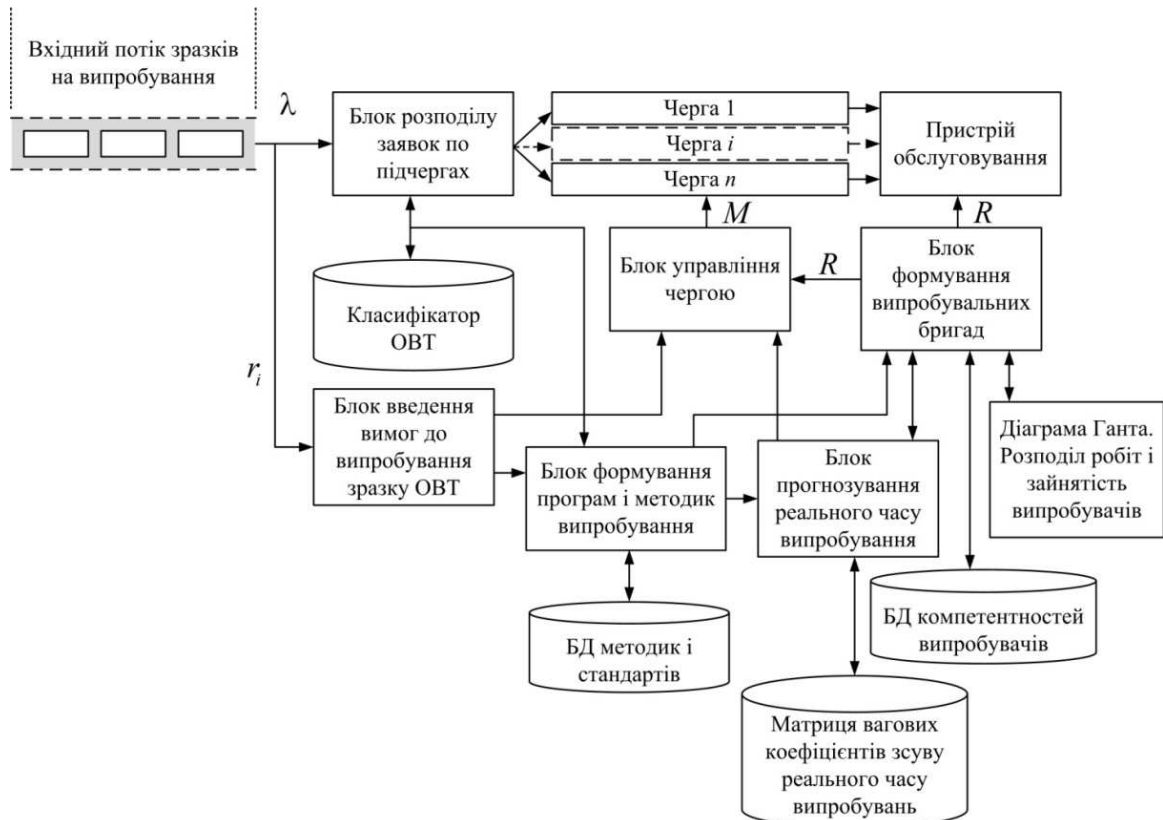 Вхідний потік зразків
на випробування
λ
Блок розподілу
заявок по
підчергах
Черга 1
Черга i
Черга n
Пристрій
обслуговування
M
R
Блок управління
чергою
R
Блок
формування
випробувальних
бригад
Класифікатор
ОВТ
r_i
Блок введення
вимог до
випробування
зразку ОВТ
Блок формування
програм і методик
випробування
Блок
прогнозування
реального часу
випробування
Діаграма Ганта.
Розподіл робіт і
зайнятість
випробувачів
БД методик і
стандартів
БД компетентностей
випробувачів
Матриця вагових
коефіцієнтів зсуву
реального часу
випробувань